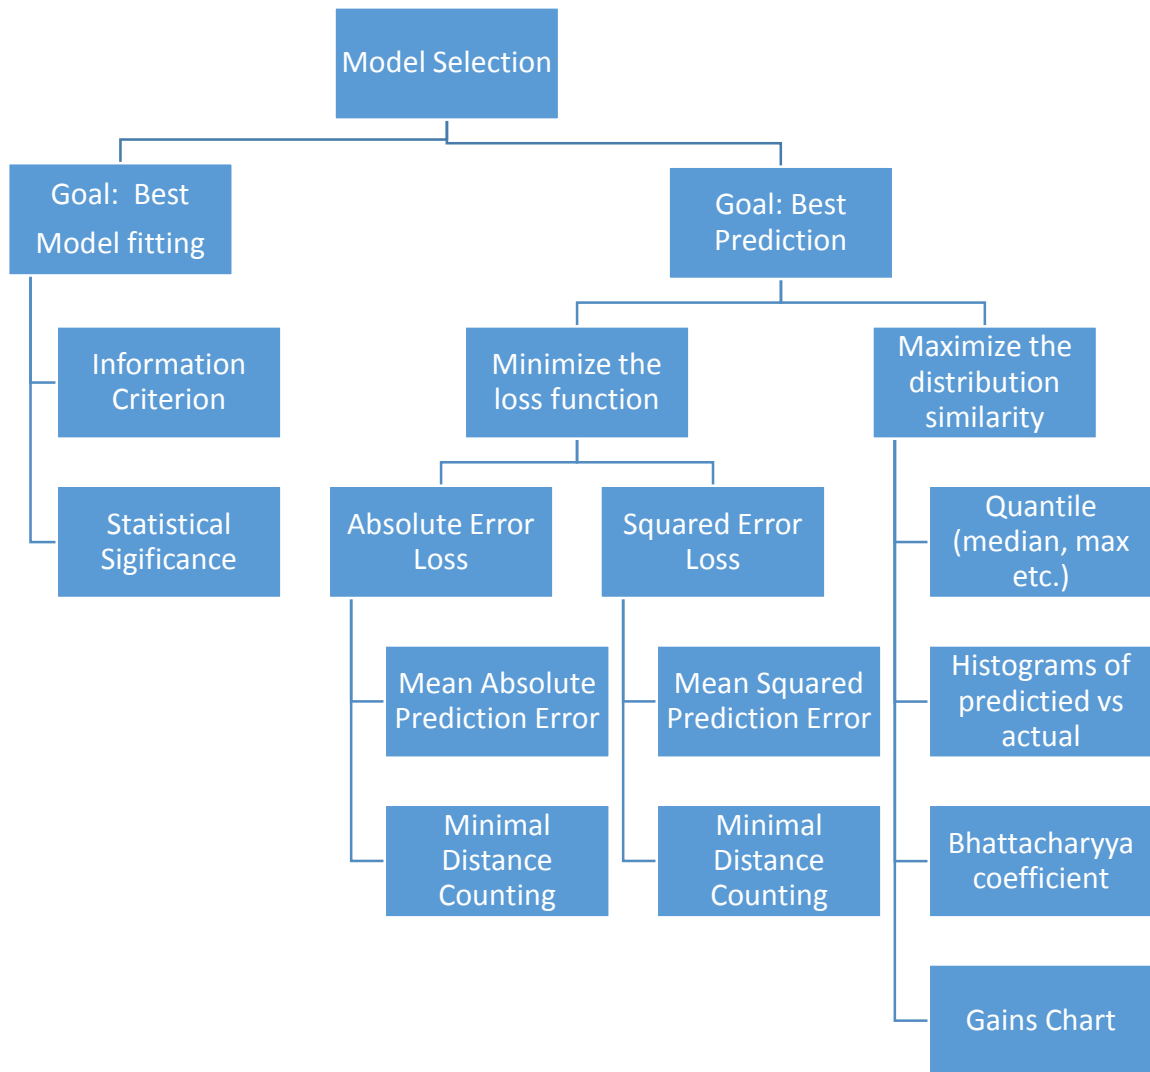 Model Selection
Goal: Best
Model fitting
Goal: Best
Prediction
Information
Criterion
Minimize the
loss function
Maximize the
distribution
similarity
Statistical
Sigificance
Absolute Error
Loss
Squared Error
Loss
Quantile
(median, max
etc.)
Mean Absolute
Prediction Error
Mean Squared
Prediction Error
Histograms of
predictied vs
actual
Minimal
Distance
Counting
Minimal
Distance
Counting
Bhattacharyya
coefficient
Gains Chart